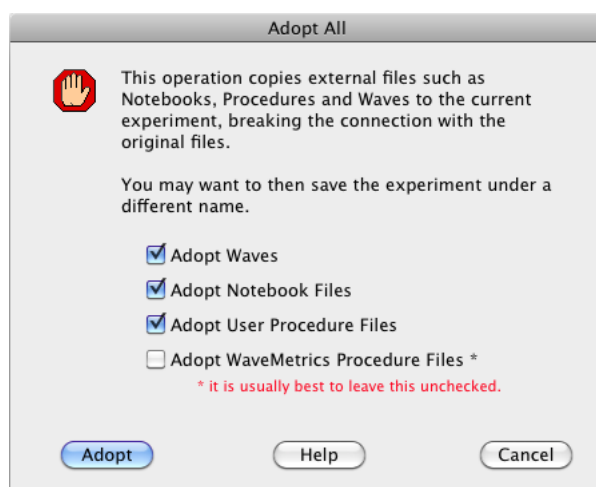 Adopt All
This operation copies external files such as
Notebooks, Procedures and Waves to the current
experiment, breaking the connection with the
original files.
You may want to then save the experiment under a
different name.
Adopt Waves
Adopt Notebook Files
Adopt User Procedure Files
Adopt WaveMetrics Procedure Files *
* it is usually best to leave this unchecked.
Adopt Help Cancel